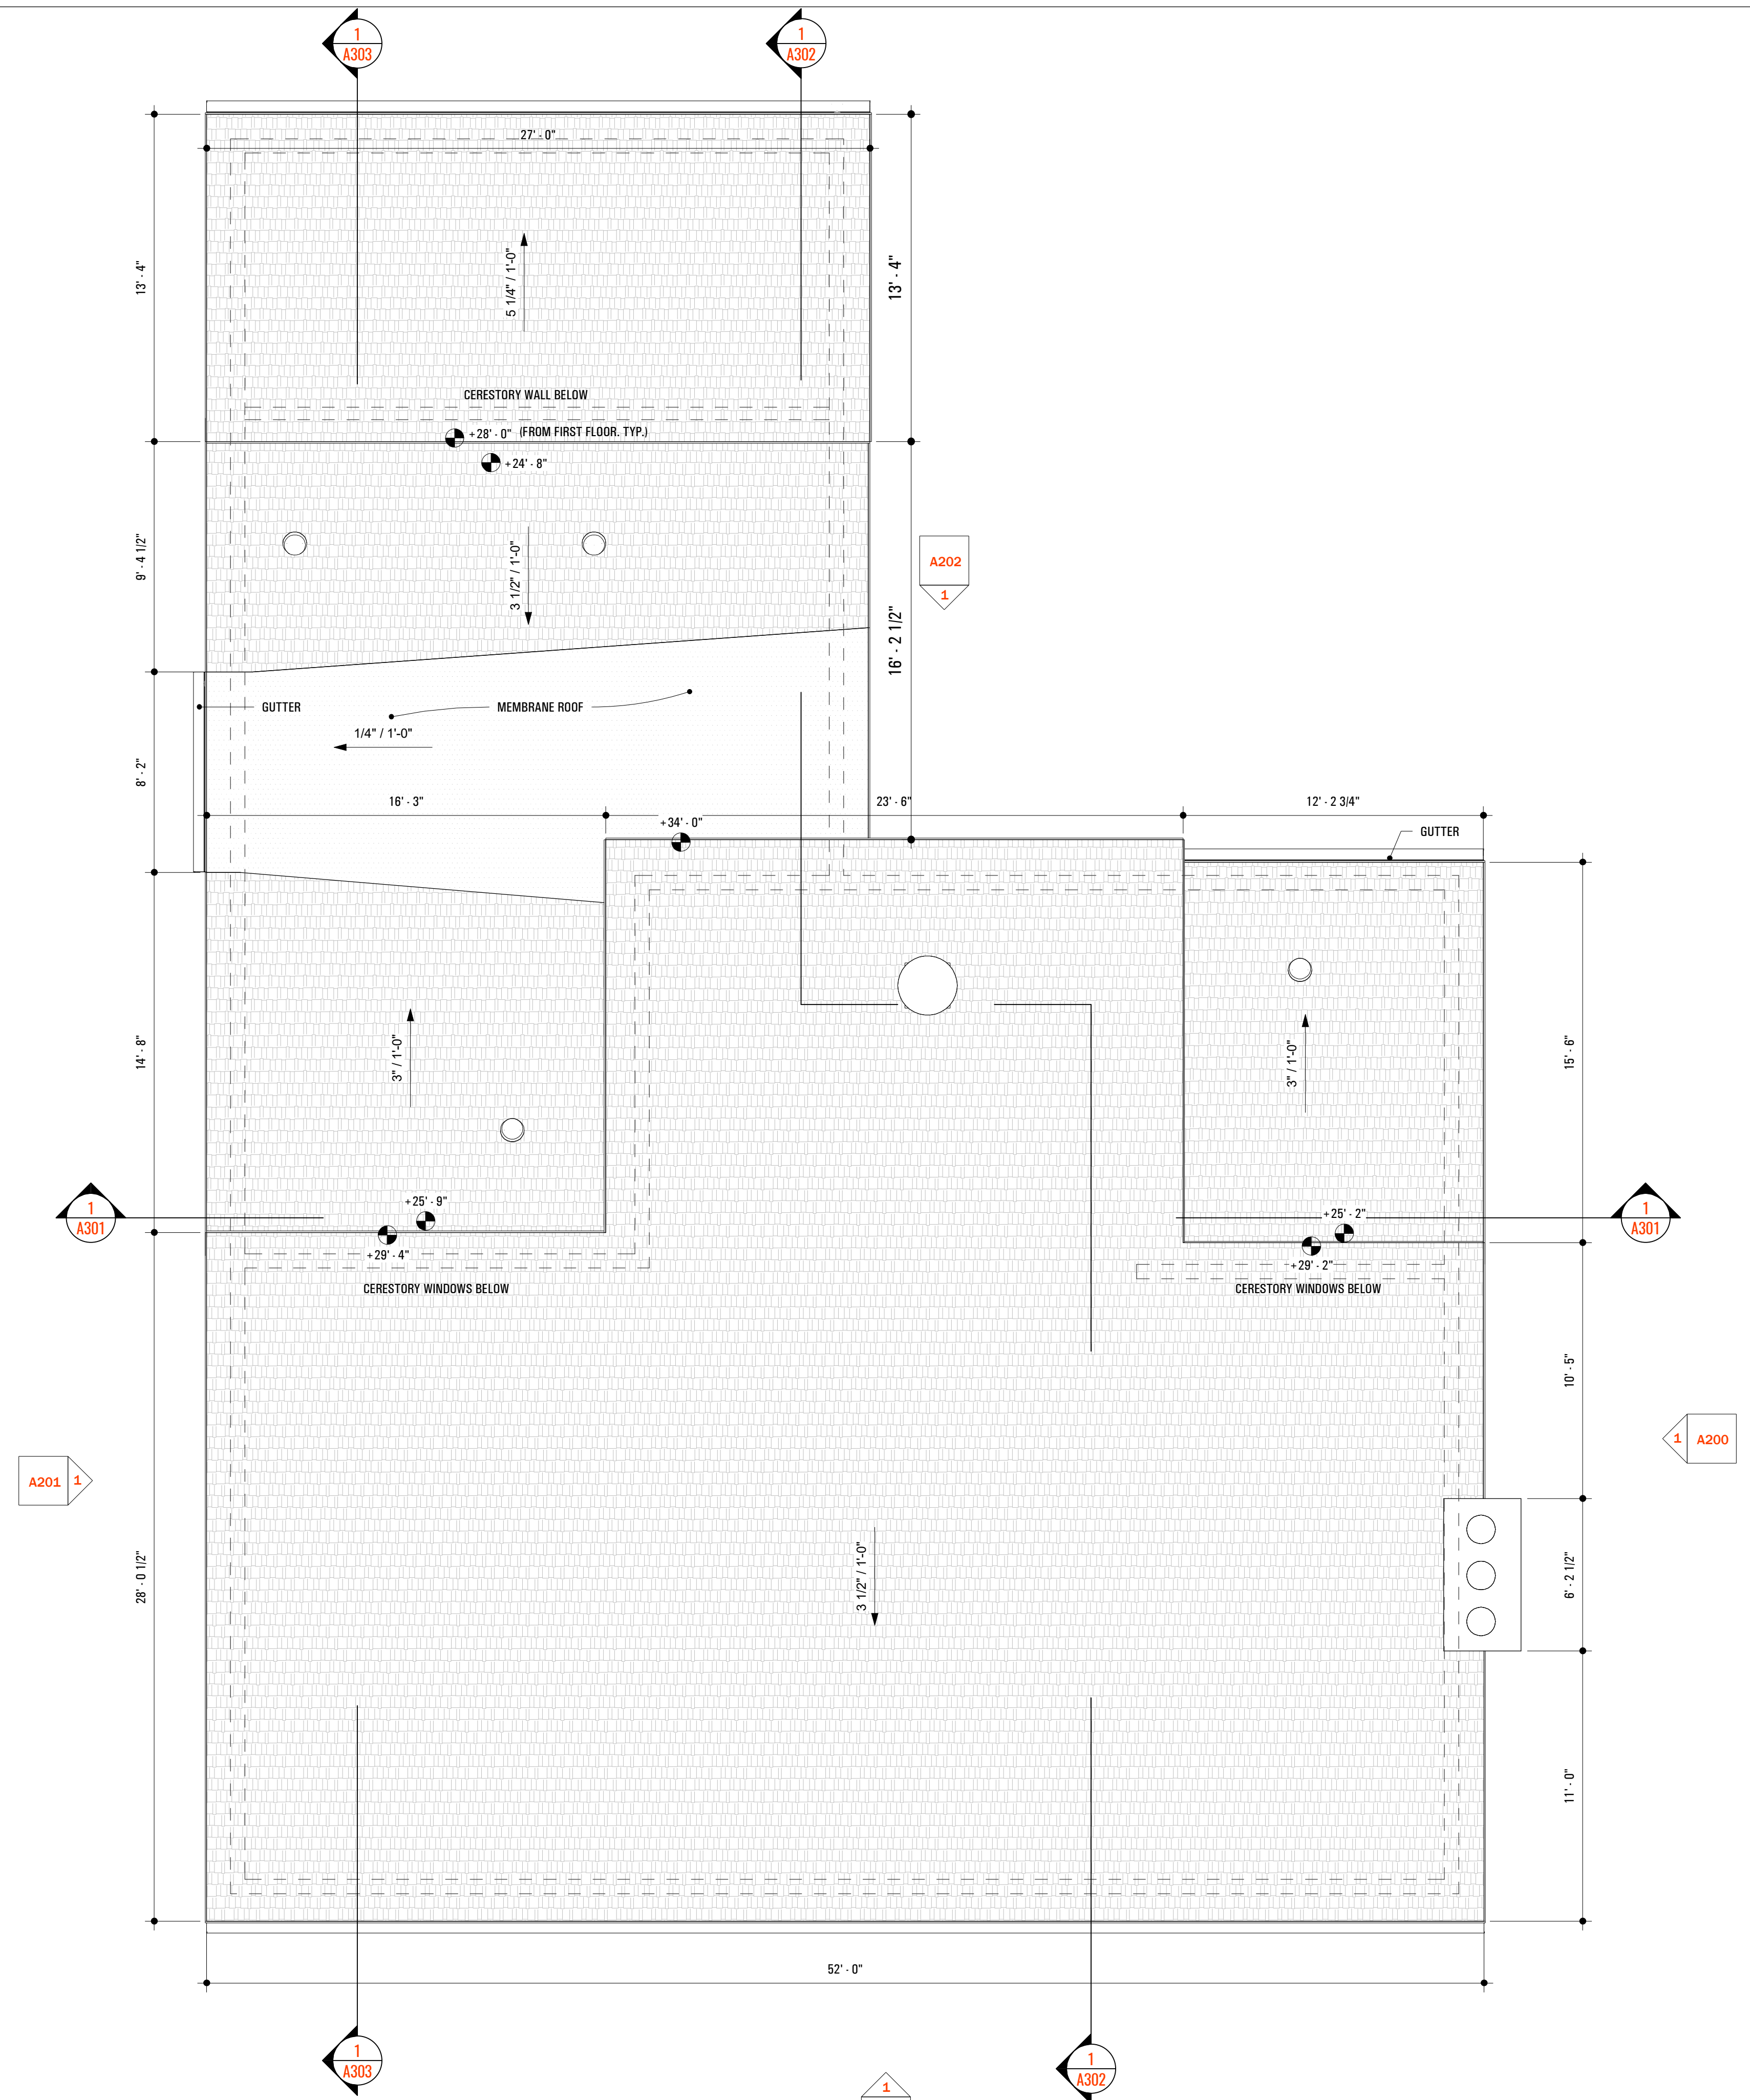 1
A303
1
A302
27' - 0"
13' - 4"
5 1/4" / 1'-0"
13' - 4"
CERESTORY WALL BELOW
+28' - 0" (FROM FIRST FLOOR. TYP.)
+24' - 8"
9' - 4 1/2"
3 1/2" / 1'-0"
A202
1
16' - 2 1/2"
GUTTER
MEMBRANE ROOF
1/4" / 1'-0"
8' - 2"
16' - 3"
23' - 6"
12' - 2 3/4"
+34' - 0"
GUTTER
14' - 8"
3" / 1'-0"
3" / 1'-0"
15' - 6"
1
A301
+25' - 9"
+29' - 4"
CERESTORY WINDOWS BELOW
+25' - 2"
+29' - 2"
CERESTORY WINDOWS BELOW
1
A301
10' - 5"
A201 1
1 A200
28' - 0 1/2"
3 1/2" / 1'-0"
6' - 2 1/2"
11' - 0"
52' - 0"
1
A303
1
A302
1